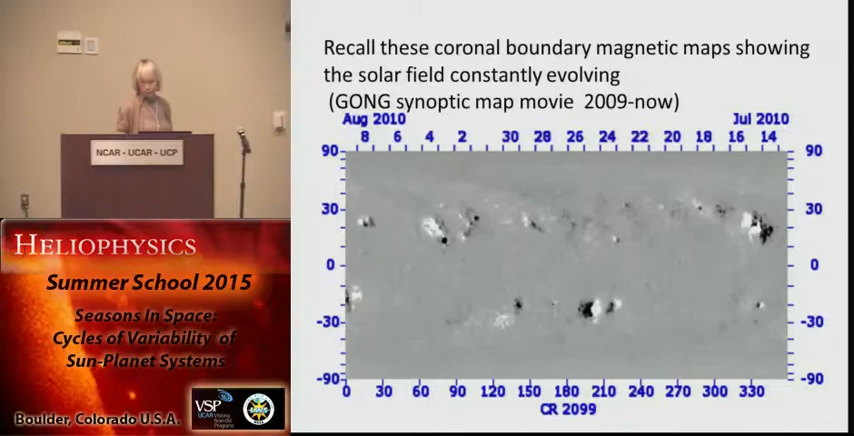 NCAR - UCAR - UCP
HELIOPHYSICS
Summer School 2015
Seasons In Space:
Cycles of Variability of
Sun-Planet Systems
Boulder, Colorado U.S.A.
VSP
UCAR Visiting
Scientist
Programs
Recall these coronal boundary magnetic maps showing
the solar field constantly evolving
(GONG synoptic map movie 2009-now)
Aug 2010 Jul 2010
8 6 4 2 30 28 26 24 22 20 18 16 14
90 90
30 30
0 0
-30 -30
-90 -90
0 30 60 90 120 150 180 210 240 270 300 330
CR 2099